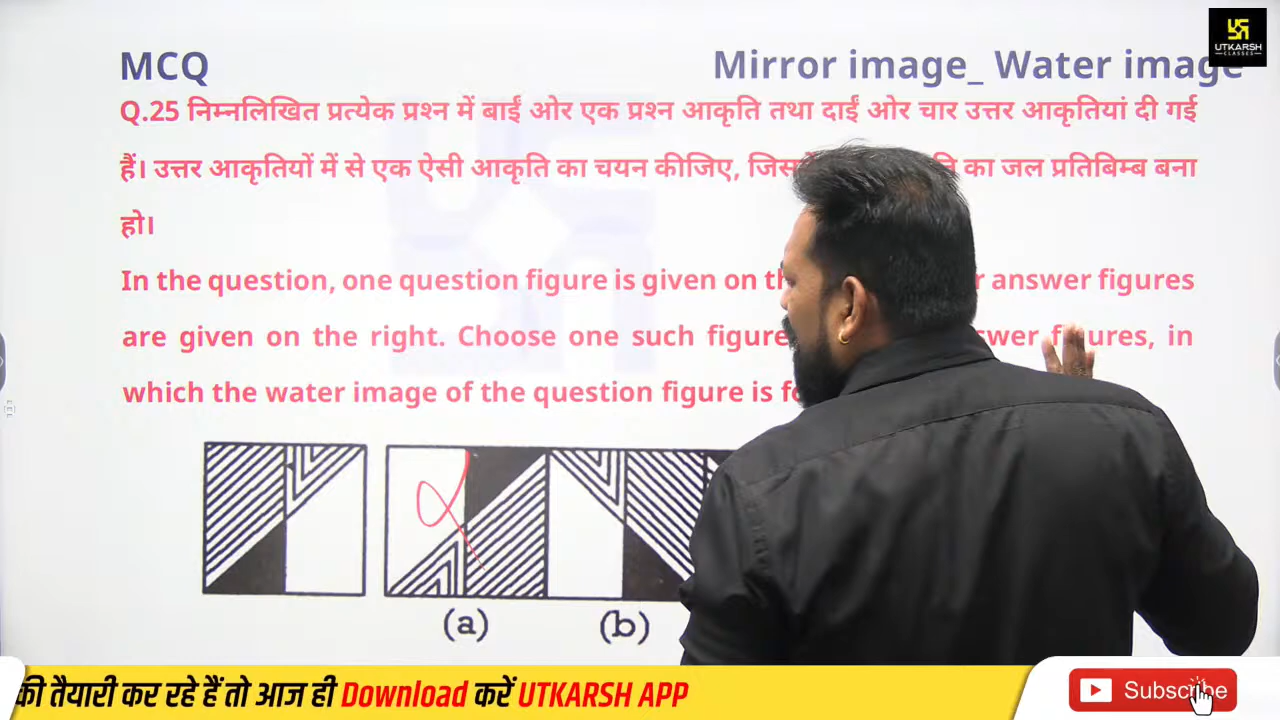 UTKARSH
CLASSES
MCQ
Mirror image_ Water image
Q.25 निम्नलिखित प्रत्येक प्रश्न में बाईं ओर एक प्रश्न आकृति तथा दाईं ओर चार उत्तर आकृतियां दी गई
हैं। उत्तर आकृतियों में से एक ऐसी आकृति का चयन कीजिए, का जल प्रतिबिम्ब बना
हो।
In the question, one question figure is given on answer figures
are given on the right. Choose one such figure in
which the water image of the question figure is
(a) (b)
की तैयारी कर रहे हैं तो आज ही Download करें UTKARSH APP
Subscribe